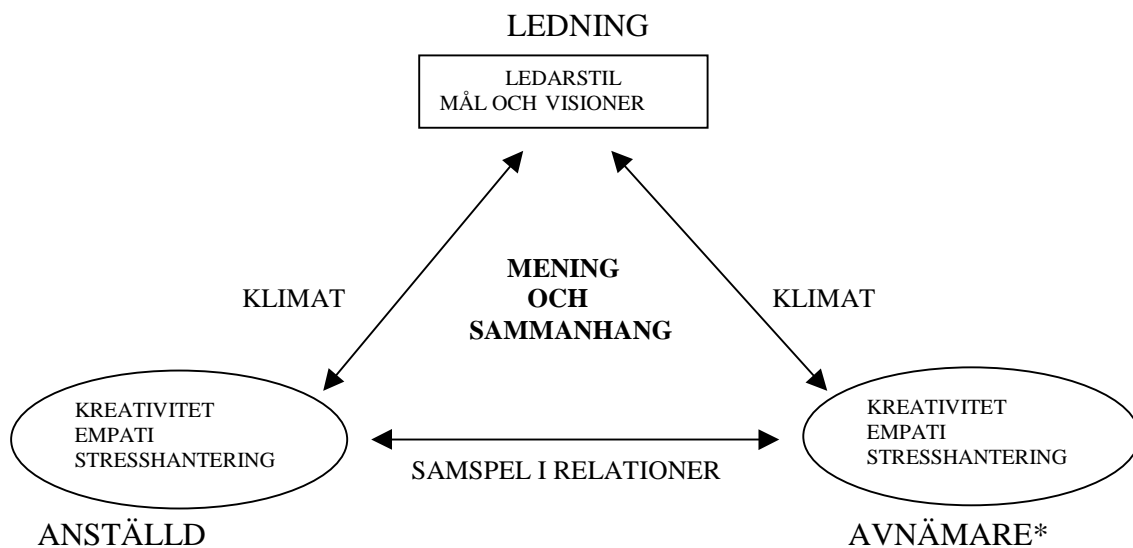 LEDNING
LEDARSTIL
MÅL OCH VISIONER
MENING
OCH
SAMMANHANG
KLIMAT
KLIMAT
KREATIVITET
EMPATI
STRESSHANTERING
KREATIVITET
EMPATI
STRESSHANTERING
SAMSPEL I RELATIONER
ANSTÄLLD
AVNÄMARE*